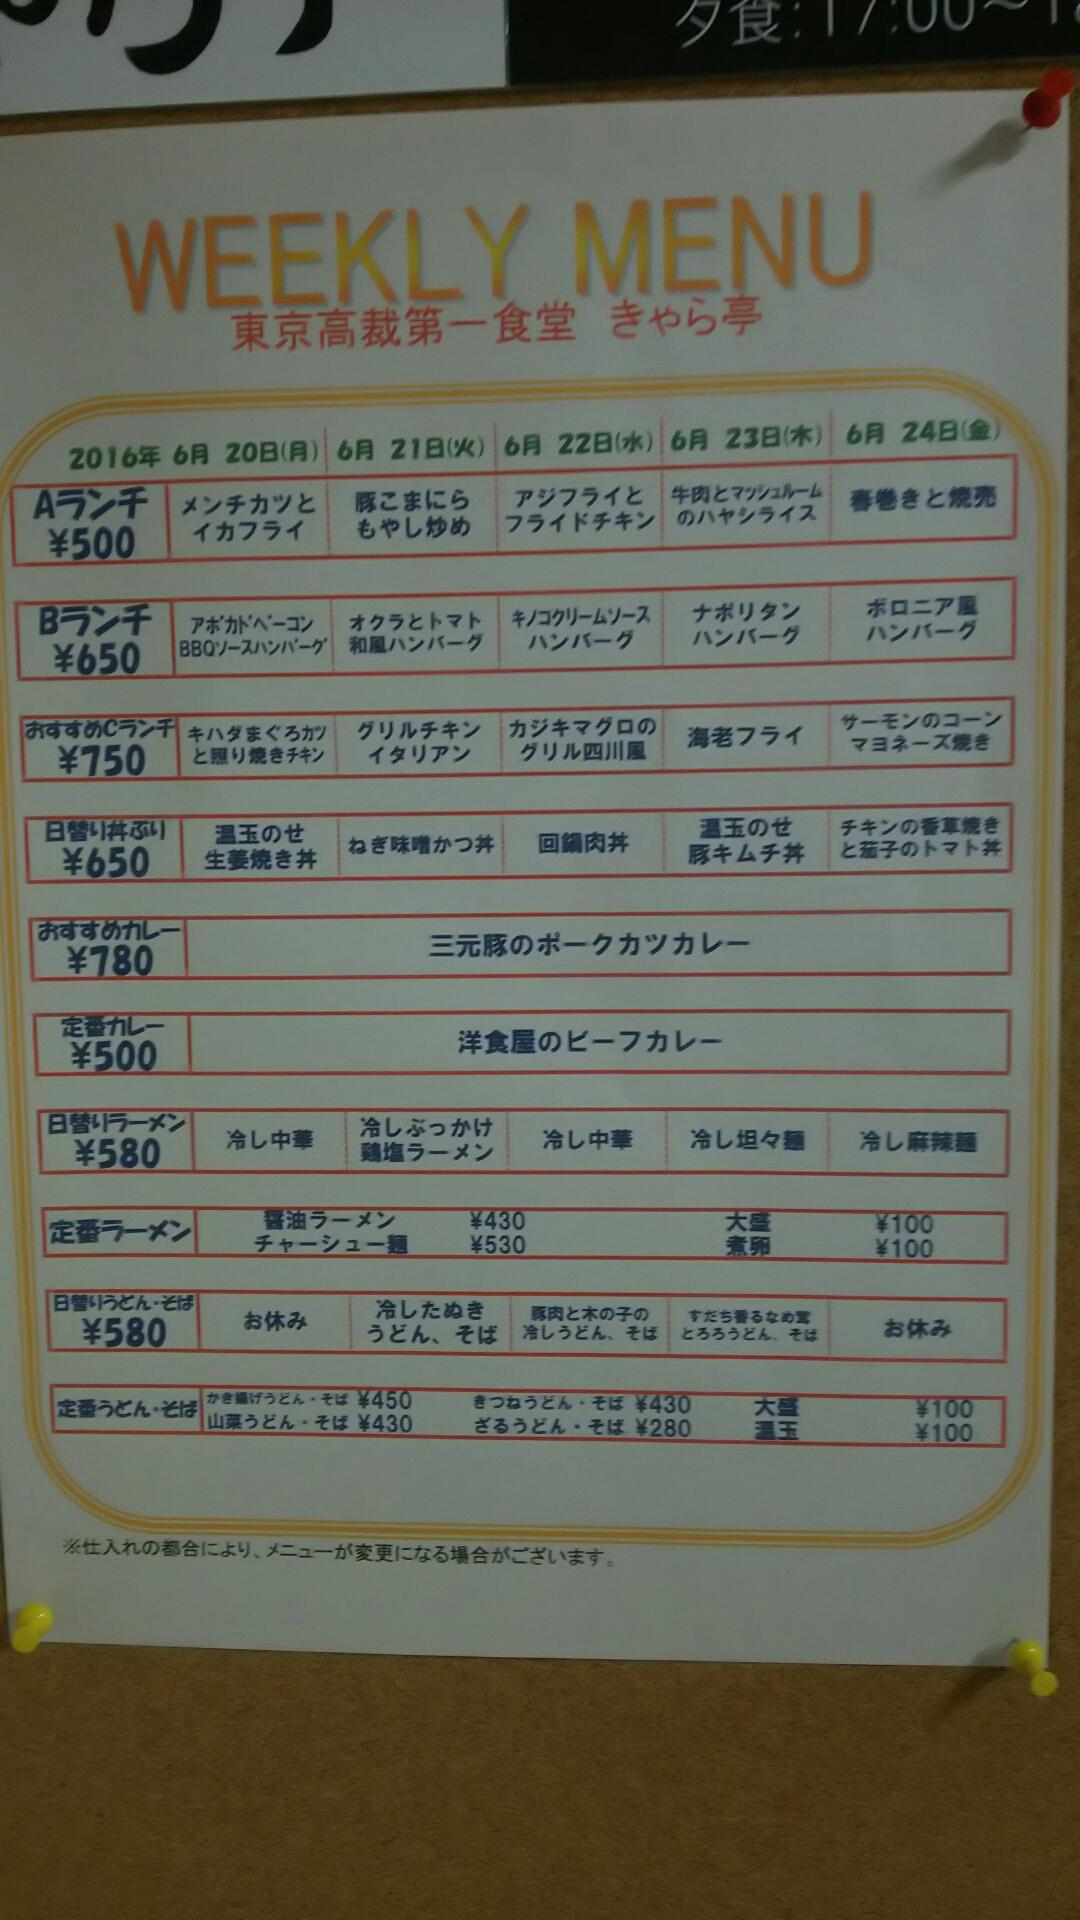 夕食:17:00～1
WEEKLY MENU
東京高裁第一食堂 きゃら亭
2016年 6月 20日(月) 6月 21日(火) 6月 22日(水) 6月 23日(木) 6月 24日(金)
Aランチ
¥500
メンチカツと
イカフライ
豚こまにら
もやし炒め
アジフライと
フライドチキン
牛肉とマッシュルーム
のハヤシライス
春巻きと焼売
Bランチ
¥650
アボカドベーコン
BBQソースハンバーグ
オクラとトマト
和風ハンバーグ
キノコクリームソース
ハンバーグ
ナポリタン
ハンバーグ
ボロニア風
ハンバーグ
おすすめCランチ
¥750
キハダまぐろカツ
と照り焼きチキン
グリルチキン
イタリアン
カジキマグロの
グリル四川風
海老フライ
サーモンのコーン
マヨネーズ焼き
日替り丼ぶり
¥650
温玉のせ
生姜焼き丼
ねぎ味噌かつ丼
回鍋肉丼
温玉のせ
豚キムチ丼
チキンの香草焼き
と茄子のトマト丼
おすすめカレー
¥780
三元豚のポークカツカレー
定番カレー
¥500
洋食屋のビーフカレー
日替りラーメン
¥580
冷し中華
冷しぶっかけ
鶏塩ラーメン
冷し中華
冷し坦々麺
冷し麻辣麺
定番ラーメン
醤油ラーメン ¥430 大盛 ¥100
チャーシュー麺 ¥530 煮卵 ¥100
日替りうどん・そば
¥580
お休み
冷したぬき
うどん、そば
豚肉と木の子の
冷しうどん、そば
すだち香るなめ茸
とろろうどん、そば
お休み
定番うどん・そば
かき揚げうどん・そば ¥450 きつねうどん・そば ¥430 大盛 ¥100
山菜うどん・そば ¥430 ざるうどん・そば ¥280 温玉 ¥100
※仕入れの都合により、メニューが変更になる場合がございます。